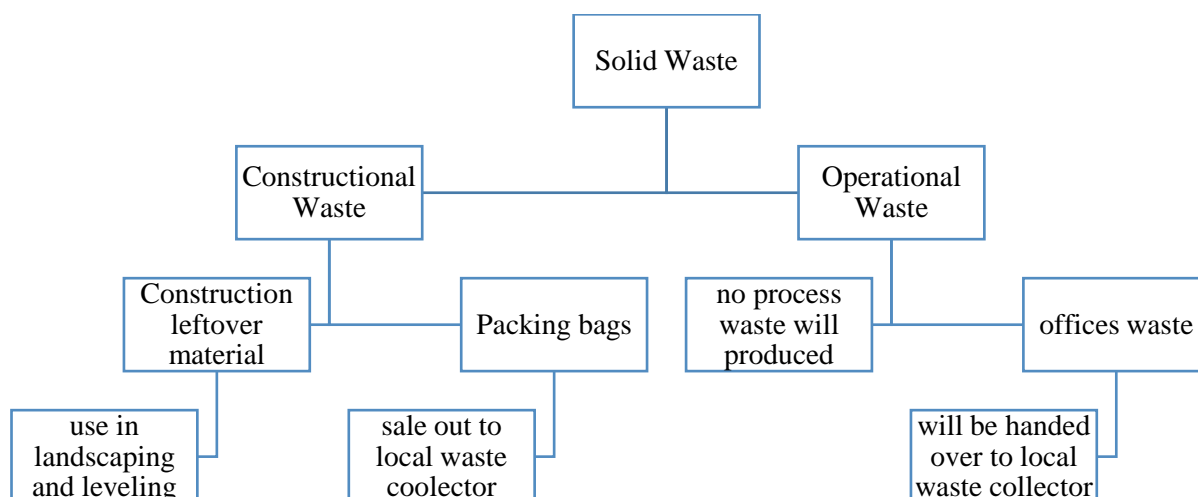 Solid Waste
Constructional
Waste
Operational
Waste
Construction
leftover
material
Packing bags
no process
waste will
produced
offices waste
use in
landscaping
and leveling
sale out to
local waste
coolector
will be handed
over to local
waste collector